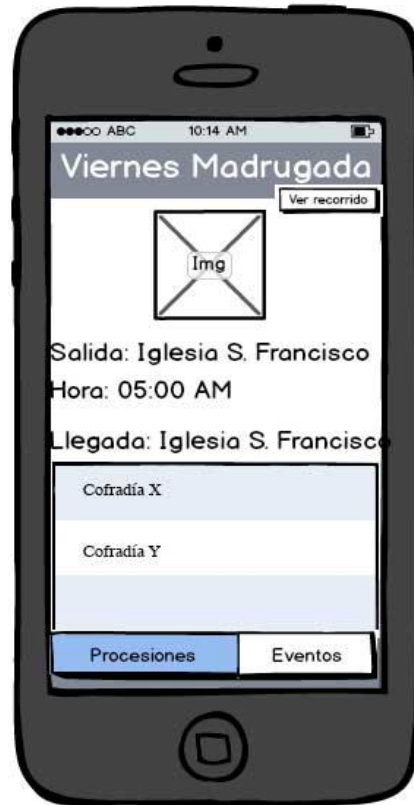 ABC 10:14 AM
Viernes Madrugada
Ver recorrido
Img
Salida: Iglesia S. Francisco
Hora: 05:00 AM
Llegada: Iglesia S. Francisco
Cofradía X
Cofradía Y
Procesiones Eventos